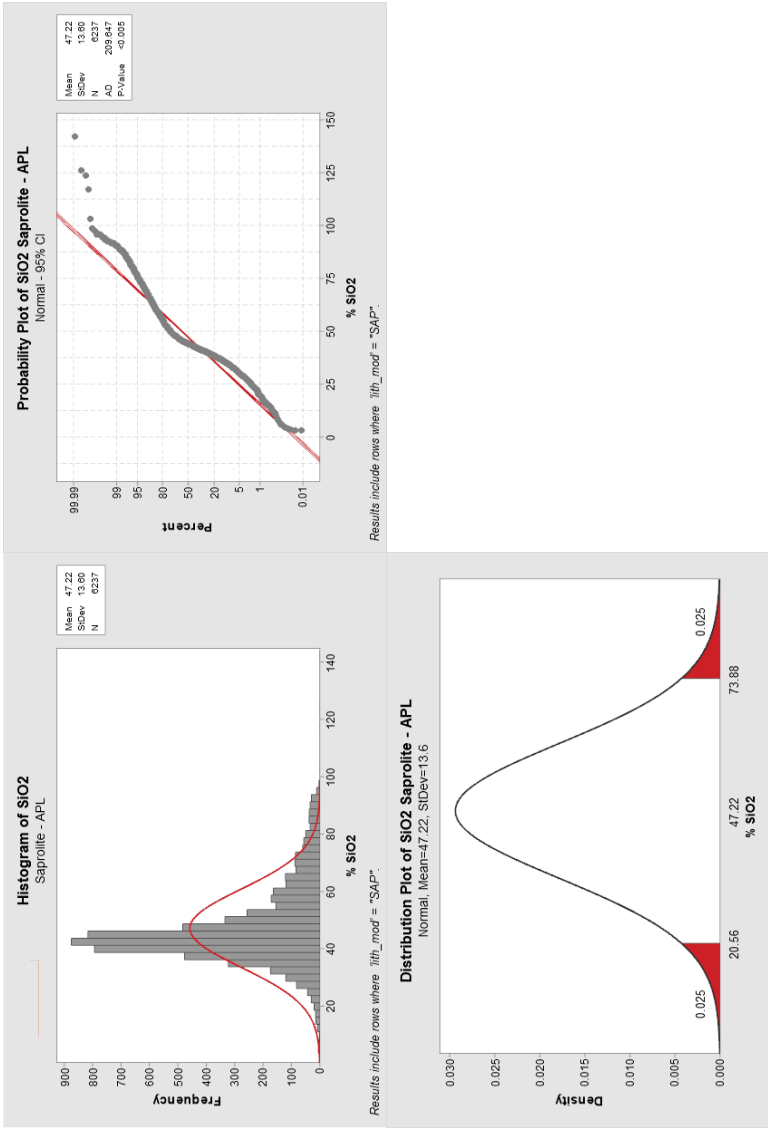 Histogram of SiO2
Saprolite - APL
Mean 47.22
StDev 13.60
N 6237
900
800
700
600
500
400
300
200
100
0
Frequency
20 40 60 80 100 120 140
% SiO2
Results include rows where 'lith_mod' = "SAP".
Probability Plot of SiO2 Saprolite - APL
Normal - 95% CI
Mean 47.22
StDev 13.60
N 6237
AD 209.647
P-Value <0.005
99.99
99
95
80
50
20
5
1
0.01
Percent
0 25 50 75 100 125 150
% SiO2
Results include rows where 'lith_mod' = "SAP".
Distribution Plot of SiO2 Saprolite - APL
Normal, Mean=47.22, StDev=13.6
0.030
0.025
0.020
0.015
0.010
0.005
0.000
Density
0.025 0.025
20.56 47.22 73.88
% SiO2